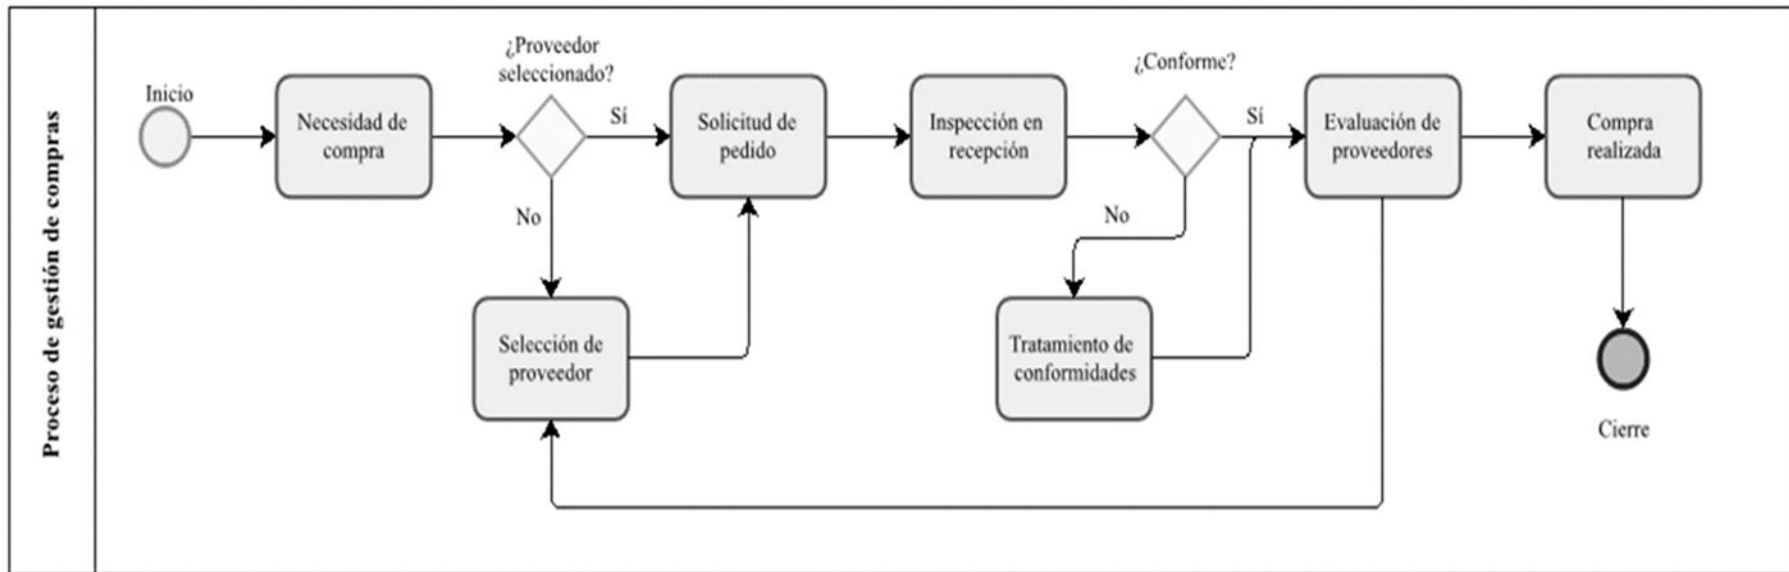 Proceso de gestión de compras
Inicio
Necesidad de
compra
¿Proveedor
seleccionado?
Sí
No
Selección de
proveedor
Solicitud de
pedido
Inspección en
recepción
¿Conforme?
Sí
No
Tratamiento de
conformidades
Evaluación de
proveedores
Compra
realizada
Cierre